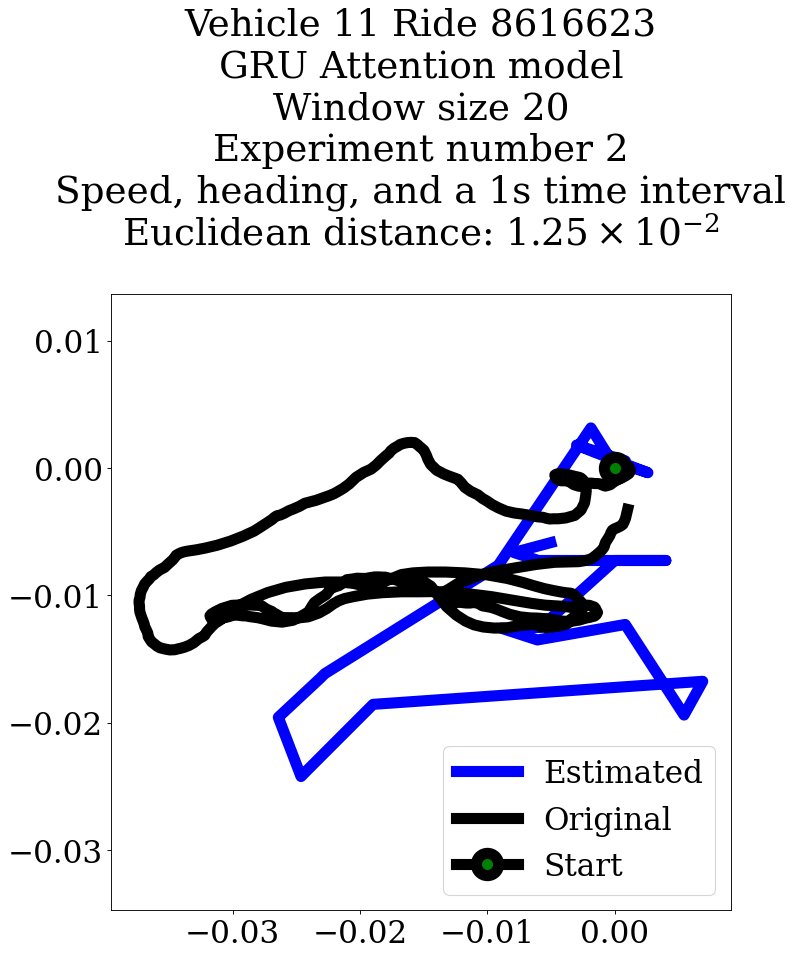 Vehicle 11 Ride 8616623
GRU Attention model
Window size 20
Experiment number 2
Speed, heading, and a 1s time interval
Euclidean distance: 1.25 × 10⁻²
0.01
0.00
−0.01
−0.02
−0.03
Estimated
Original
Start
−0.03 −0.02 −0.01 0.00